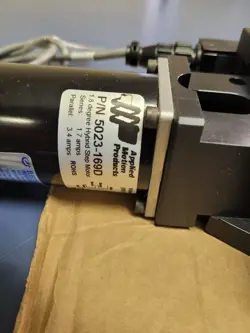 Applied
Motion
Products
P/N 5023-169D
1.8 degree Hybrid Step Motor
Series: 1.7 amps
Parallel: 3.4 amps
ROHS